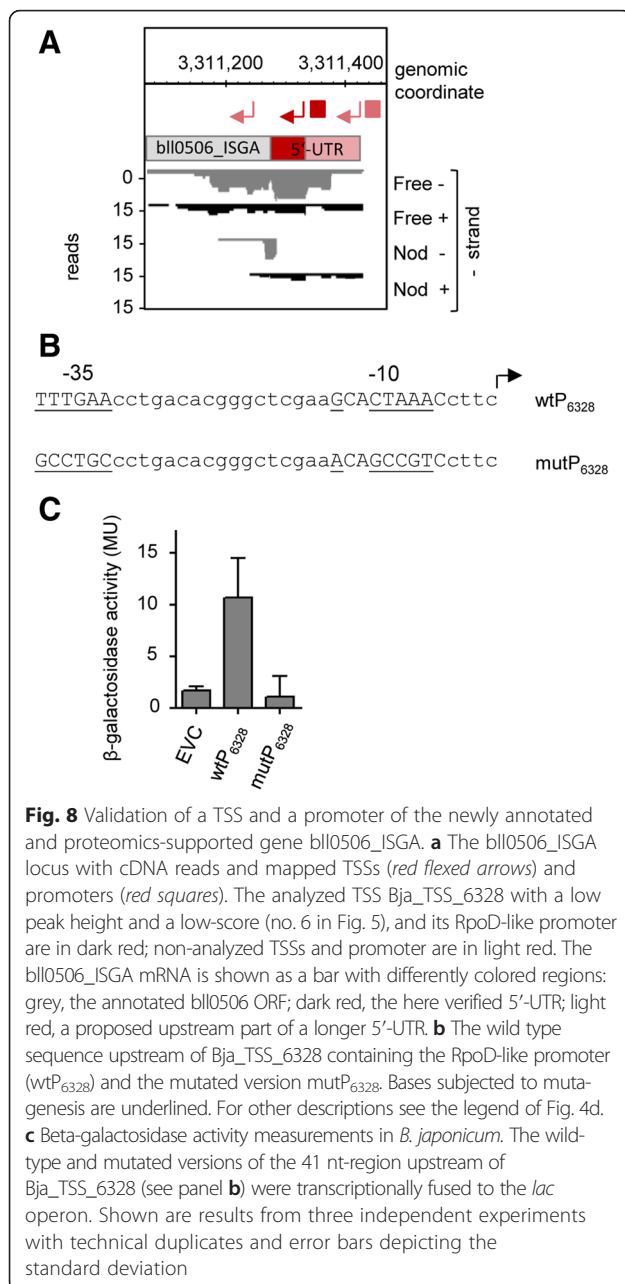 A
3,311,200 3,311,400 genomic
coordinate
bll0506_ISGA 5'-UTR
0
15
15
15
15
reads
Free -
Free +
Nod -
Nod +
- strand
B
-35 -10
TTTGAAcctgacacgggctcgaaGCACTAAACcttc wtP6328
GCCTGCcctgacacgggctcgaaACAGCCGTCcttc mutP6328
C
β-galactosidase activity (MU)
15
10
5
0
EVC
wtP6328
mutP6328
Fig. 8 Validation of a TSS and a promoter of the newly annotated
and proteomics-supported gene bll0506_ISGA. a The bll0506_ISGA
locus with cDNA reads and mapped TSSs (red flexed arrows) and
promoters (red squares). The analyzed TSS Bja_TSS_6328 with a low
peak height and a low-score (no. 6 in Fig. 5), and its RpoD-like promoter
are in dark red; non-analyzed TSSs and promoter are in light red. The
bll0506_ISGA mRNA is shown as a bar with differently colored regions:
grey, the annotated bll0506 ORF; dark red, the here verified 5′-UTR; light
red, a proposed upstream part of a longer 5′-UTR. b The wild type
sequence upstream of Bja_TSS_6328 containing the RpoD-like promoter
(wtP6328) and the mutated version mutP6328. Bases subjected to muta-
genesis are underlined. For other descriptions see the legend of Fig. 4d.
c Beta-galactosidase activity measurements in B. japonicum. The wild-
type and mutated versions of the 41 nt-region upstream of
Bja_TSS_6328 (see panel b) were transcriptionally fused to the lac
operon. Shown are results from three independent experiments
with technical duplicates and error bars depicting the
standard deviation